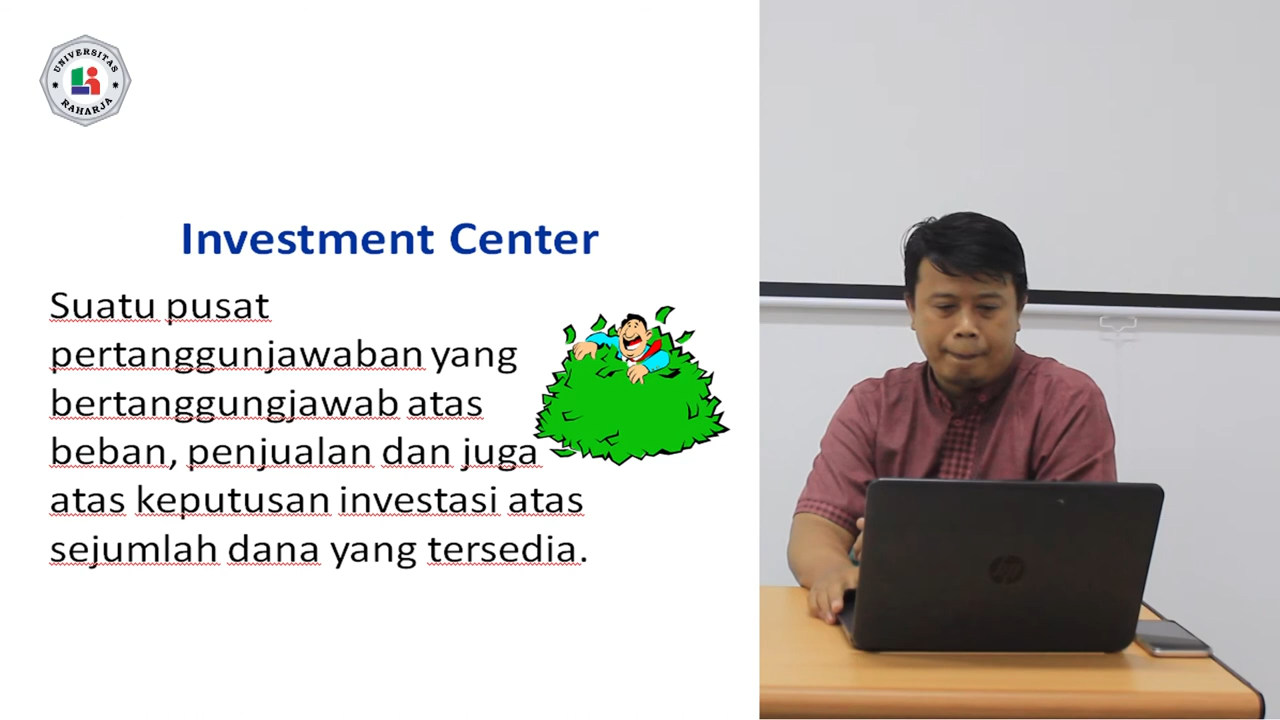 UNIVERSITAS
RAHARJA
Investment Center
Suatu pusat
pertanggunjawaban yang
bertanggungjawab atas
beban, penjualan dan juga
atas keputusan investasi atas
sejumlah dana yang tersedia.
hp